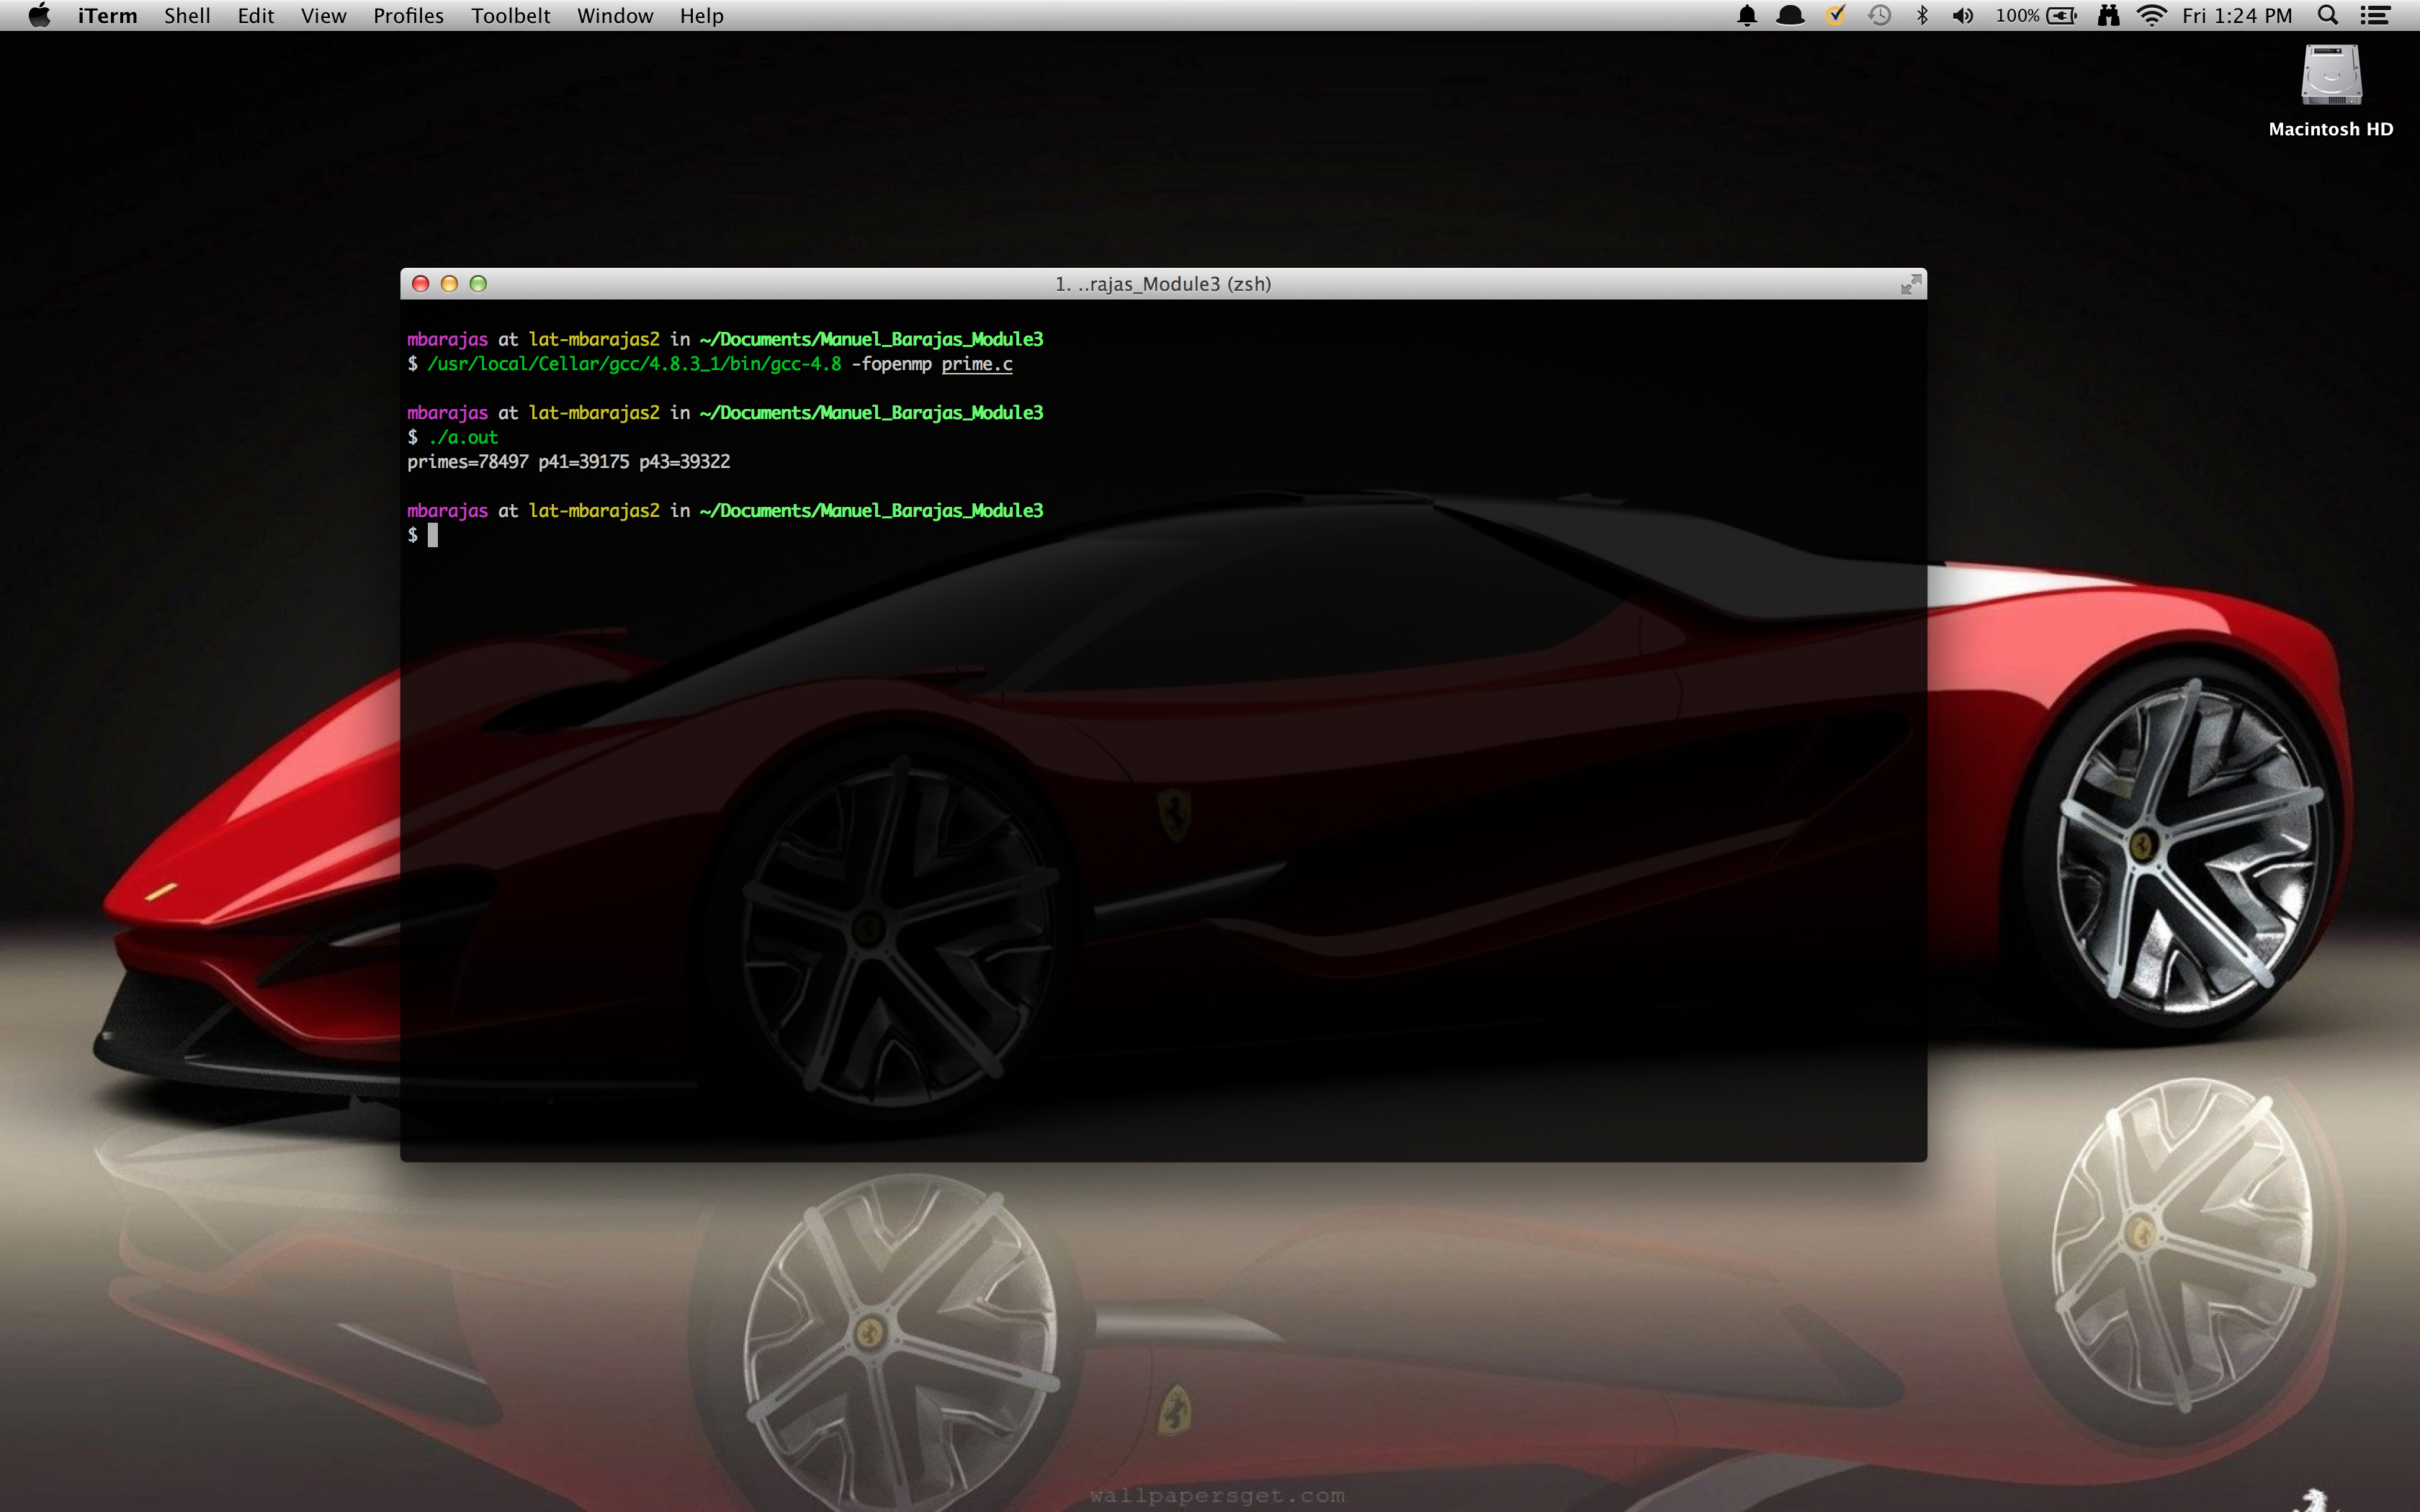 iTerm Shell Edit View Profiles Toolbelt Window Help 100% Fri 1:24 PM
Macintosh HD
1. ..rajas_Module3 (zsh)
mbarajas at lat-mbarajas2 in ~/Documents/Manuel_Barajas_Module3
$ /usr/local/Cellar/gcc/4.8.3_1/bin/gcc-4.8 -fopenmp prime.c
mbarajas at lat-mbarajas2 in ~/Documents/Manuel_Barajas_Module3
$ ./a.out
primes=78497 p41=39175 p43=39322
mbarajas at lat-mbarajas2 in ~/Documents/Manuel_Barajas_Module3
$
wallpapersget.com